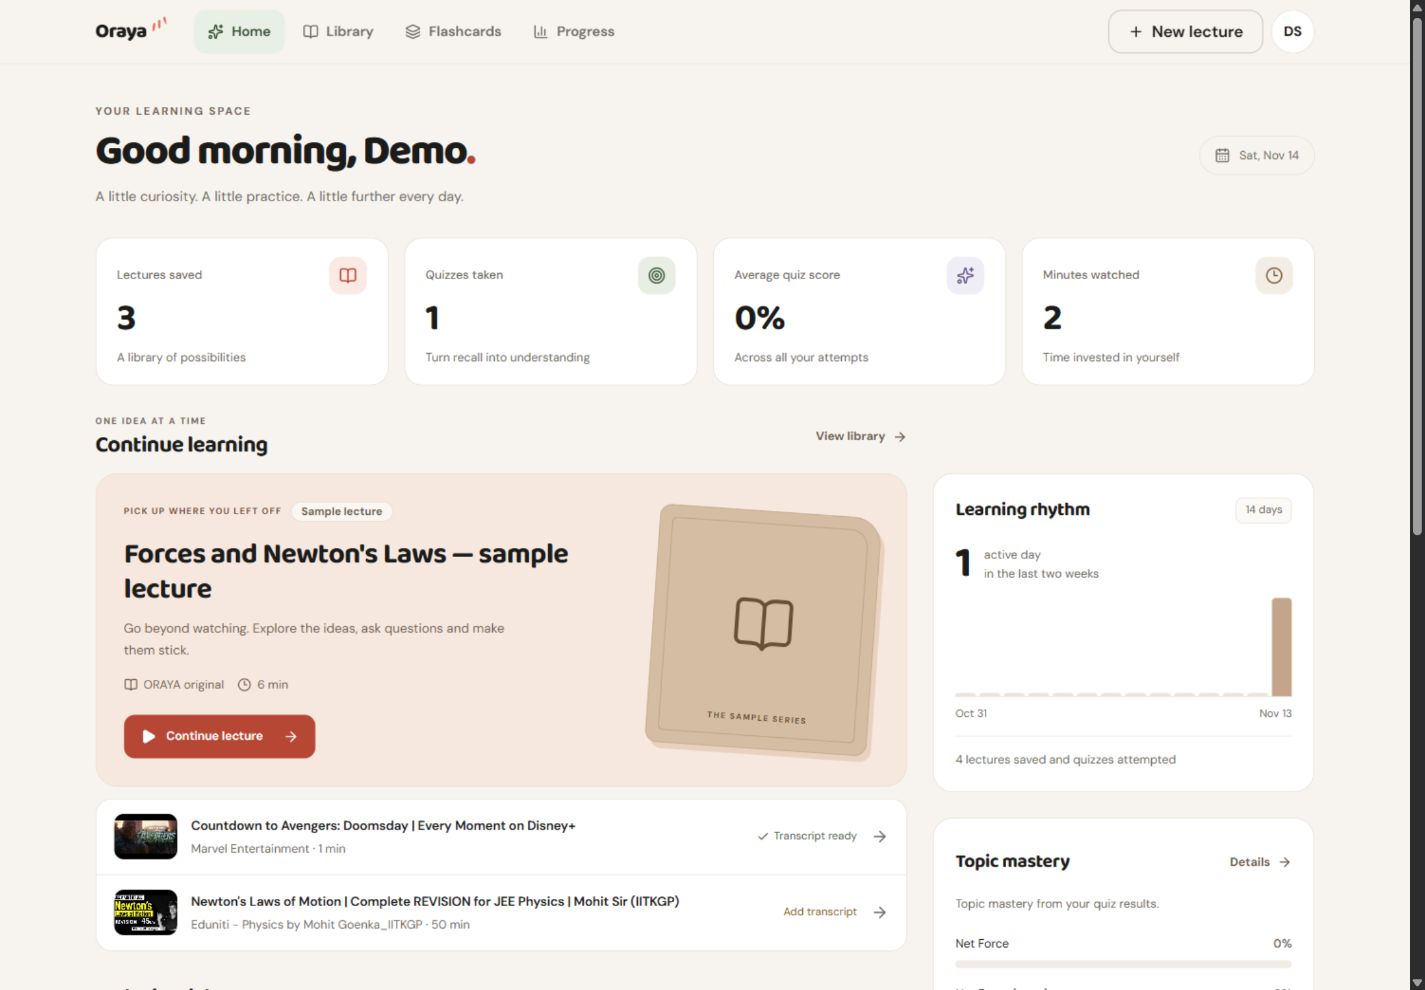 Oraya
Home
Library
Flashcards
Progress
+ New lecture
DS
YOUR LEARNING SPACE
Good morning, Demo.
Sat, Nov 14
A little curiosity. A little practice. A little further every day.
Lectures saved
3
A library of possibilities
Quizzes taken
1
Turn recall into understanding
Average quiz score
0%
Across all your attempts
Minutes watched
2
Time invested in yourself
ONE IDEA AT A TIME
Continue learning
View library
PICK UP WHERE YOU LEFT OFF
Sample lecture
Forces and Newton's Laws — sample
lecture
Go beyond watching. Explore the ideas, ask questions and make
them stick.
ORAYA original
6 min
Continue lecture
THE SAMPLE SERIES
Countdown to Avengers: Doomsday | Every Moment on Disney+
Marvel Entertainment · 1 min
Transcript ready
Newton's
Newton's Laws of Motion | Complete REVISION for JEE Physics | Mohit Sir (IITKGP)
Eduniti - Physics by Mohit Goenka_IITKGP · 50 min
Add transcript
Learning rhythm
14 days
1
active day
in the last two weeks
Oct 31
Nov 13
4 lectures saved and quizzes attempted
Topic mastery
Details
Topic mastery from your quiz results.
Net Force
0%